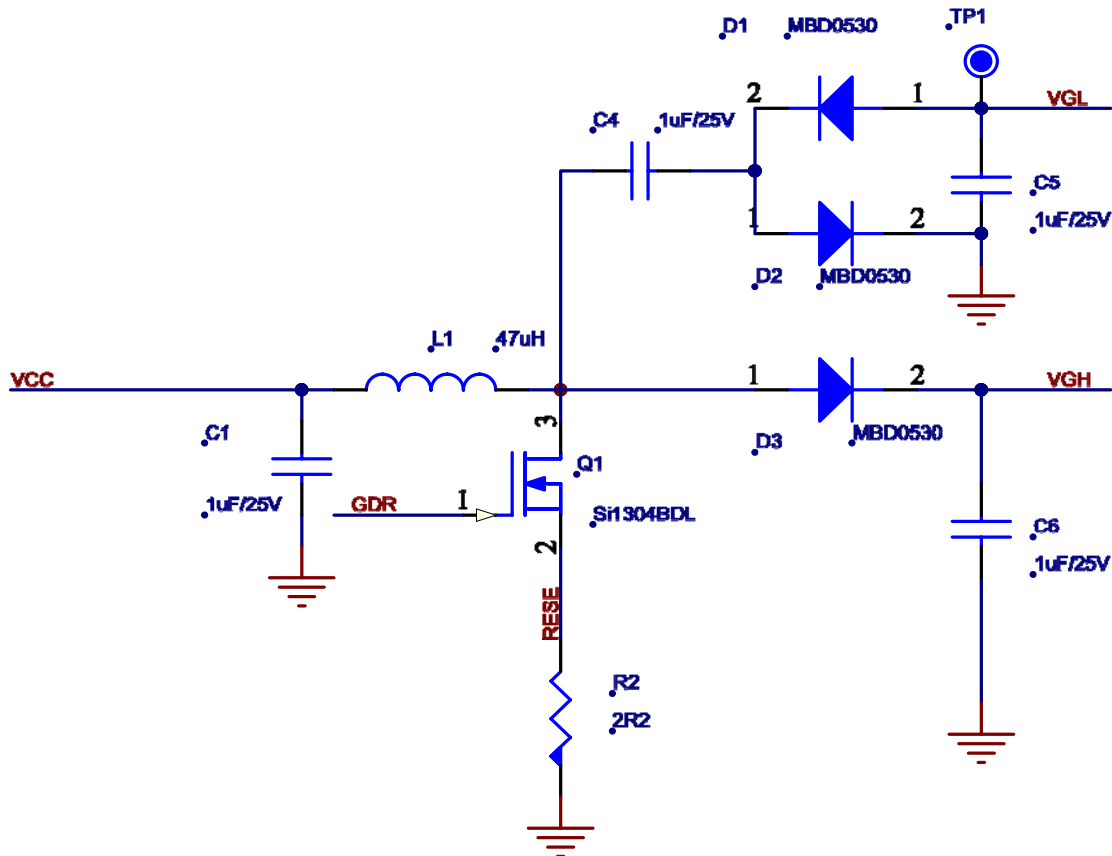 D1 MBD0530 TP1
2 1 VGL
C4 1uF/25V
C5
1 2 1uF/25V
D2 MBD0530
L1 47uH
VCC 1 2 VGH
3 D3 MBD0530
C1 Q1
1uF/25V GDR 1 Si1304BDL
2 C6
1uF/25V
RESE
R2
2R2